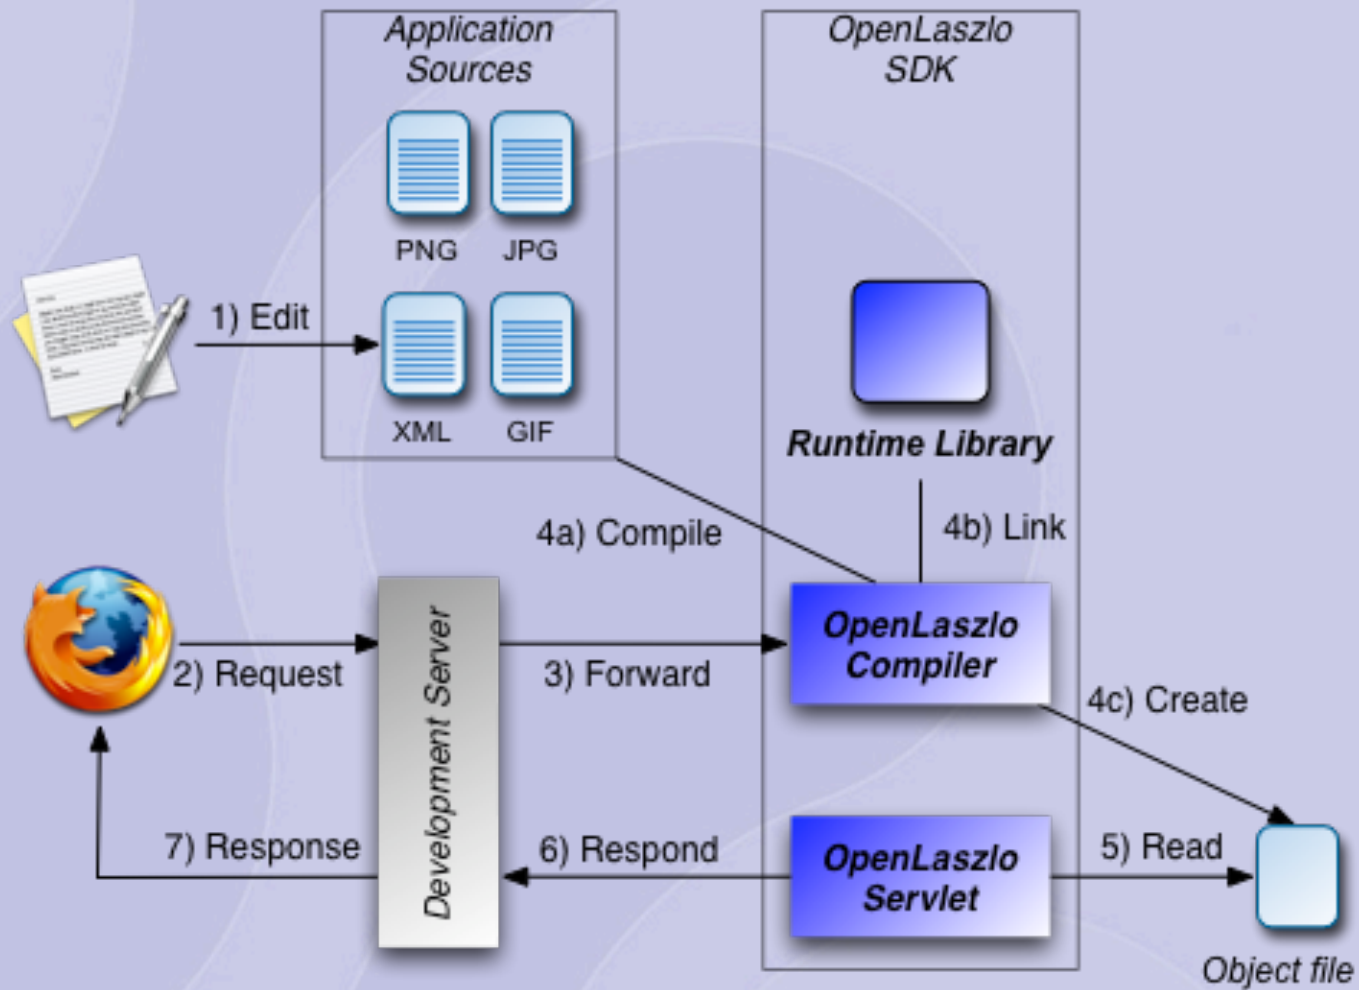 Application
Sources
OpenLaszlo
SDK
PNG
JPG
1) Edit
XML
GIF
Runtime Library
4a) Compile
4b) Link
2) Request
Development Server
3) Forward
OpenLaszlo
Compiler
4c) Create
7) Response
6) Respond
OpenLaszlo
Servlet
5) Read
Object file